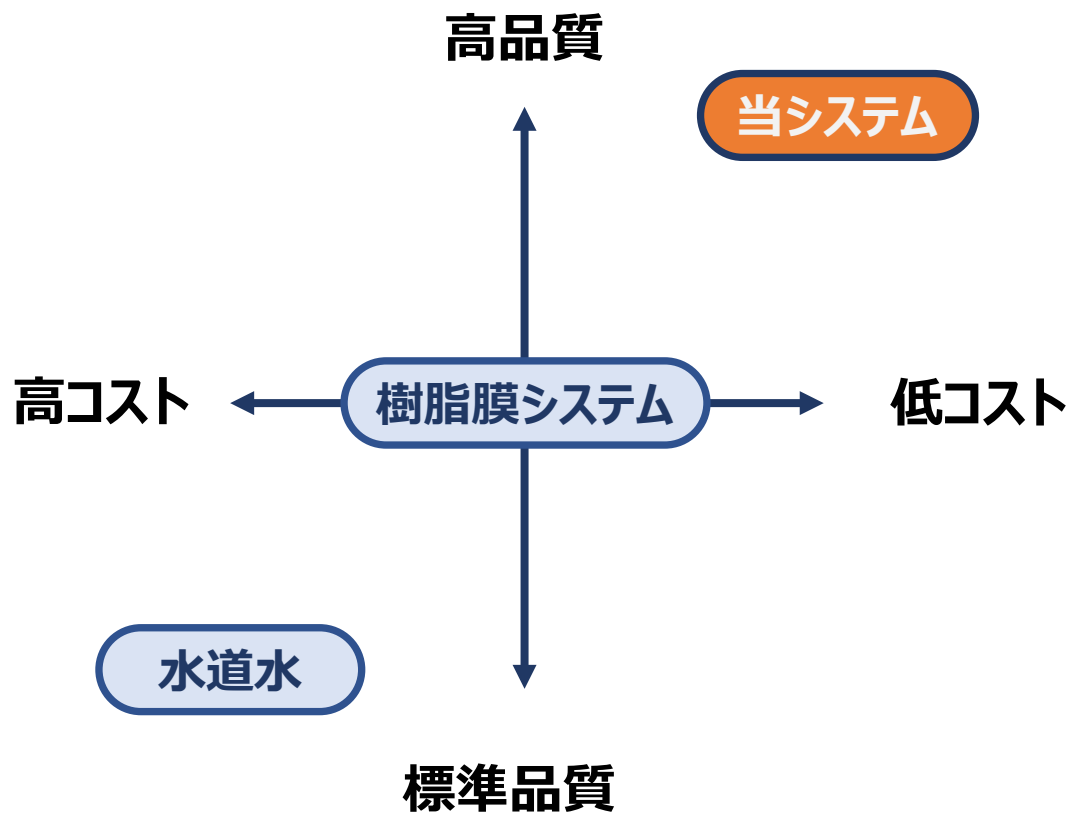 高品質
当システム
高コスト
樹脂膜システム
低コスト
水道水
標準品質